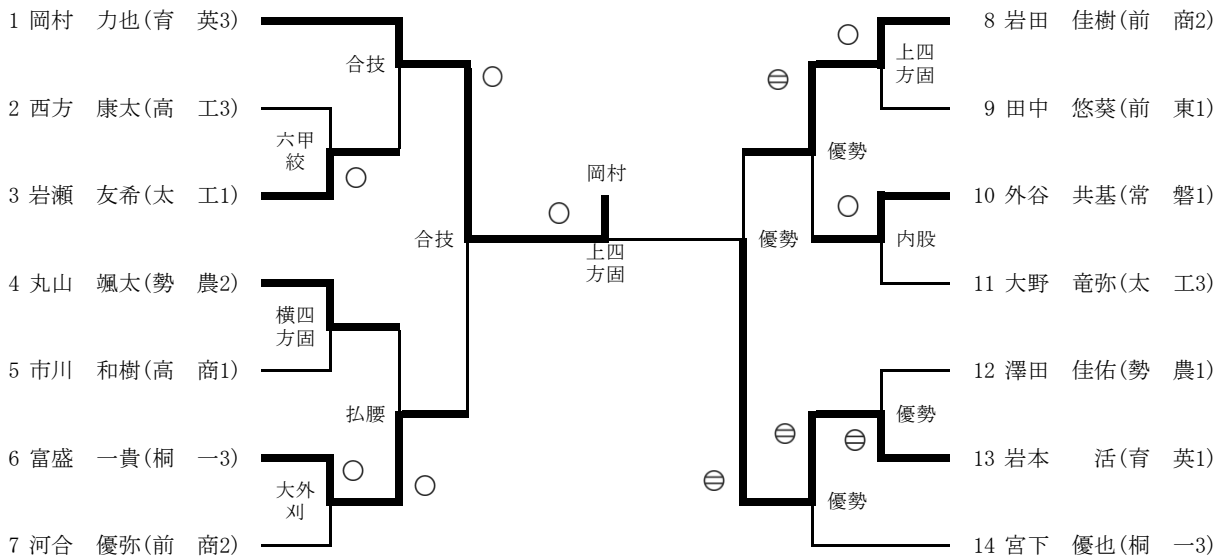 1 岡村　力也(育　英3)
合技
2 西方　康太(高　工3)
六甲
絞
3 岩瀬　友希(太　工1)
合技
4 丸山　颯太(勢　農2)
横四
方固
5 市川　和樹(高　商1)
払腰
6 富盛　一貴(桐　一3)
大外
刈
7 河合　優弥(前　商2)
岡村
上四
方固
8 岩田　佳樹(前　商2)
上四
方固
9 田中　悠葵(前　東1)
優勢
10 外谷　共基(常　磐1)
内股
優勢
11 大野　竜弥(太　工3)
12 澤田　佳佑(勢　農1)
優勢
13 岩本　　活(育　英1)
優勢
14 宮下　優也(桐　一3)